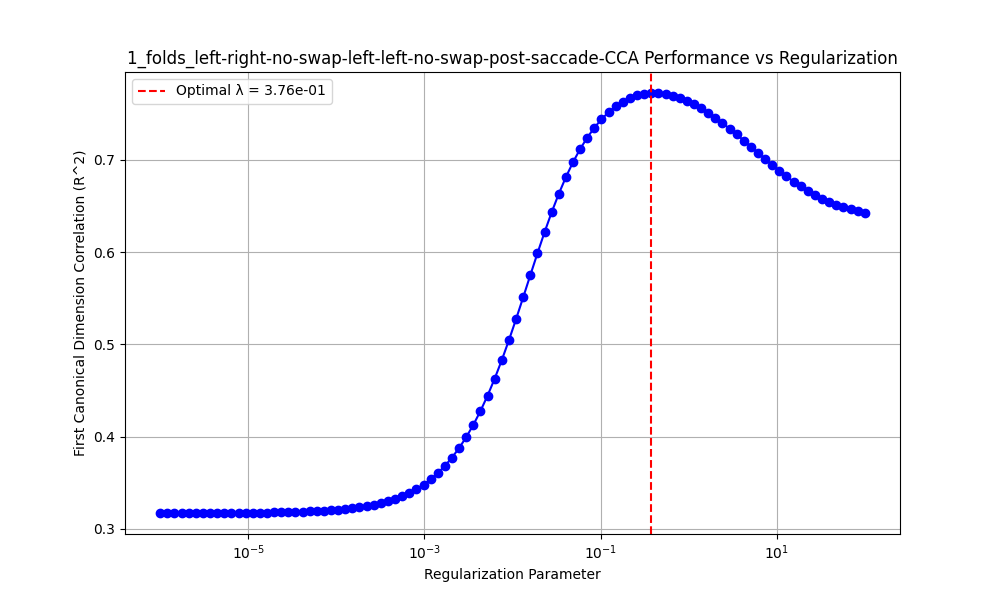 1_folds_left-right-no-swap-left-left-no-swap-post-saccade-CCA Performance vs Regularization
Optimal λ = 3.76e-01
First Canonical Dimension Correlation (R^2)
0.7
0.6
0.5
0.4
0.3
10⁻⁵ 10⁻³ 10⁻¹ 10¹
Regularization Parameter